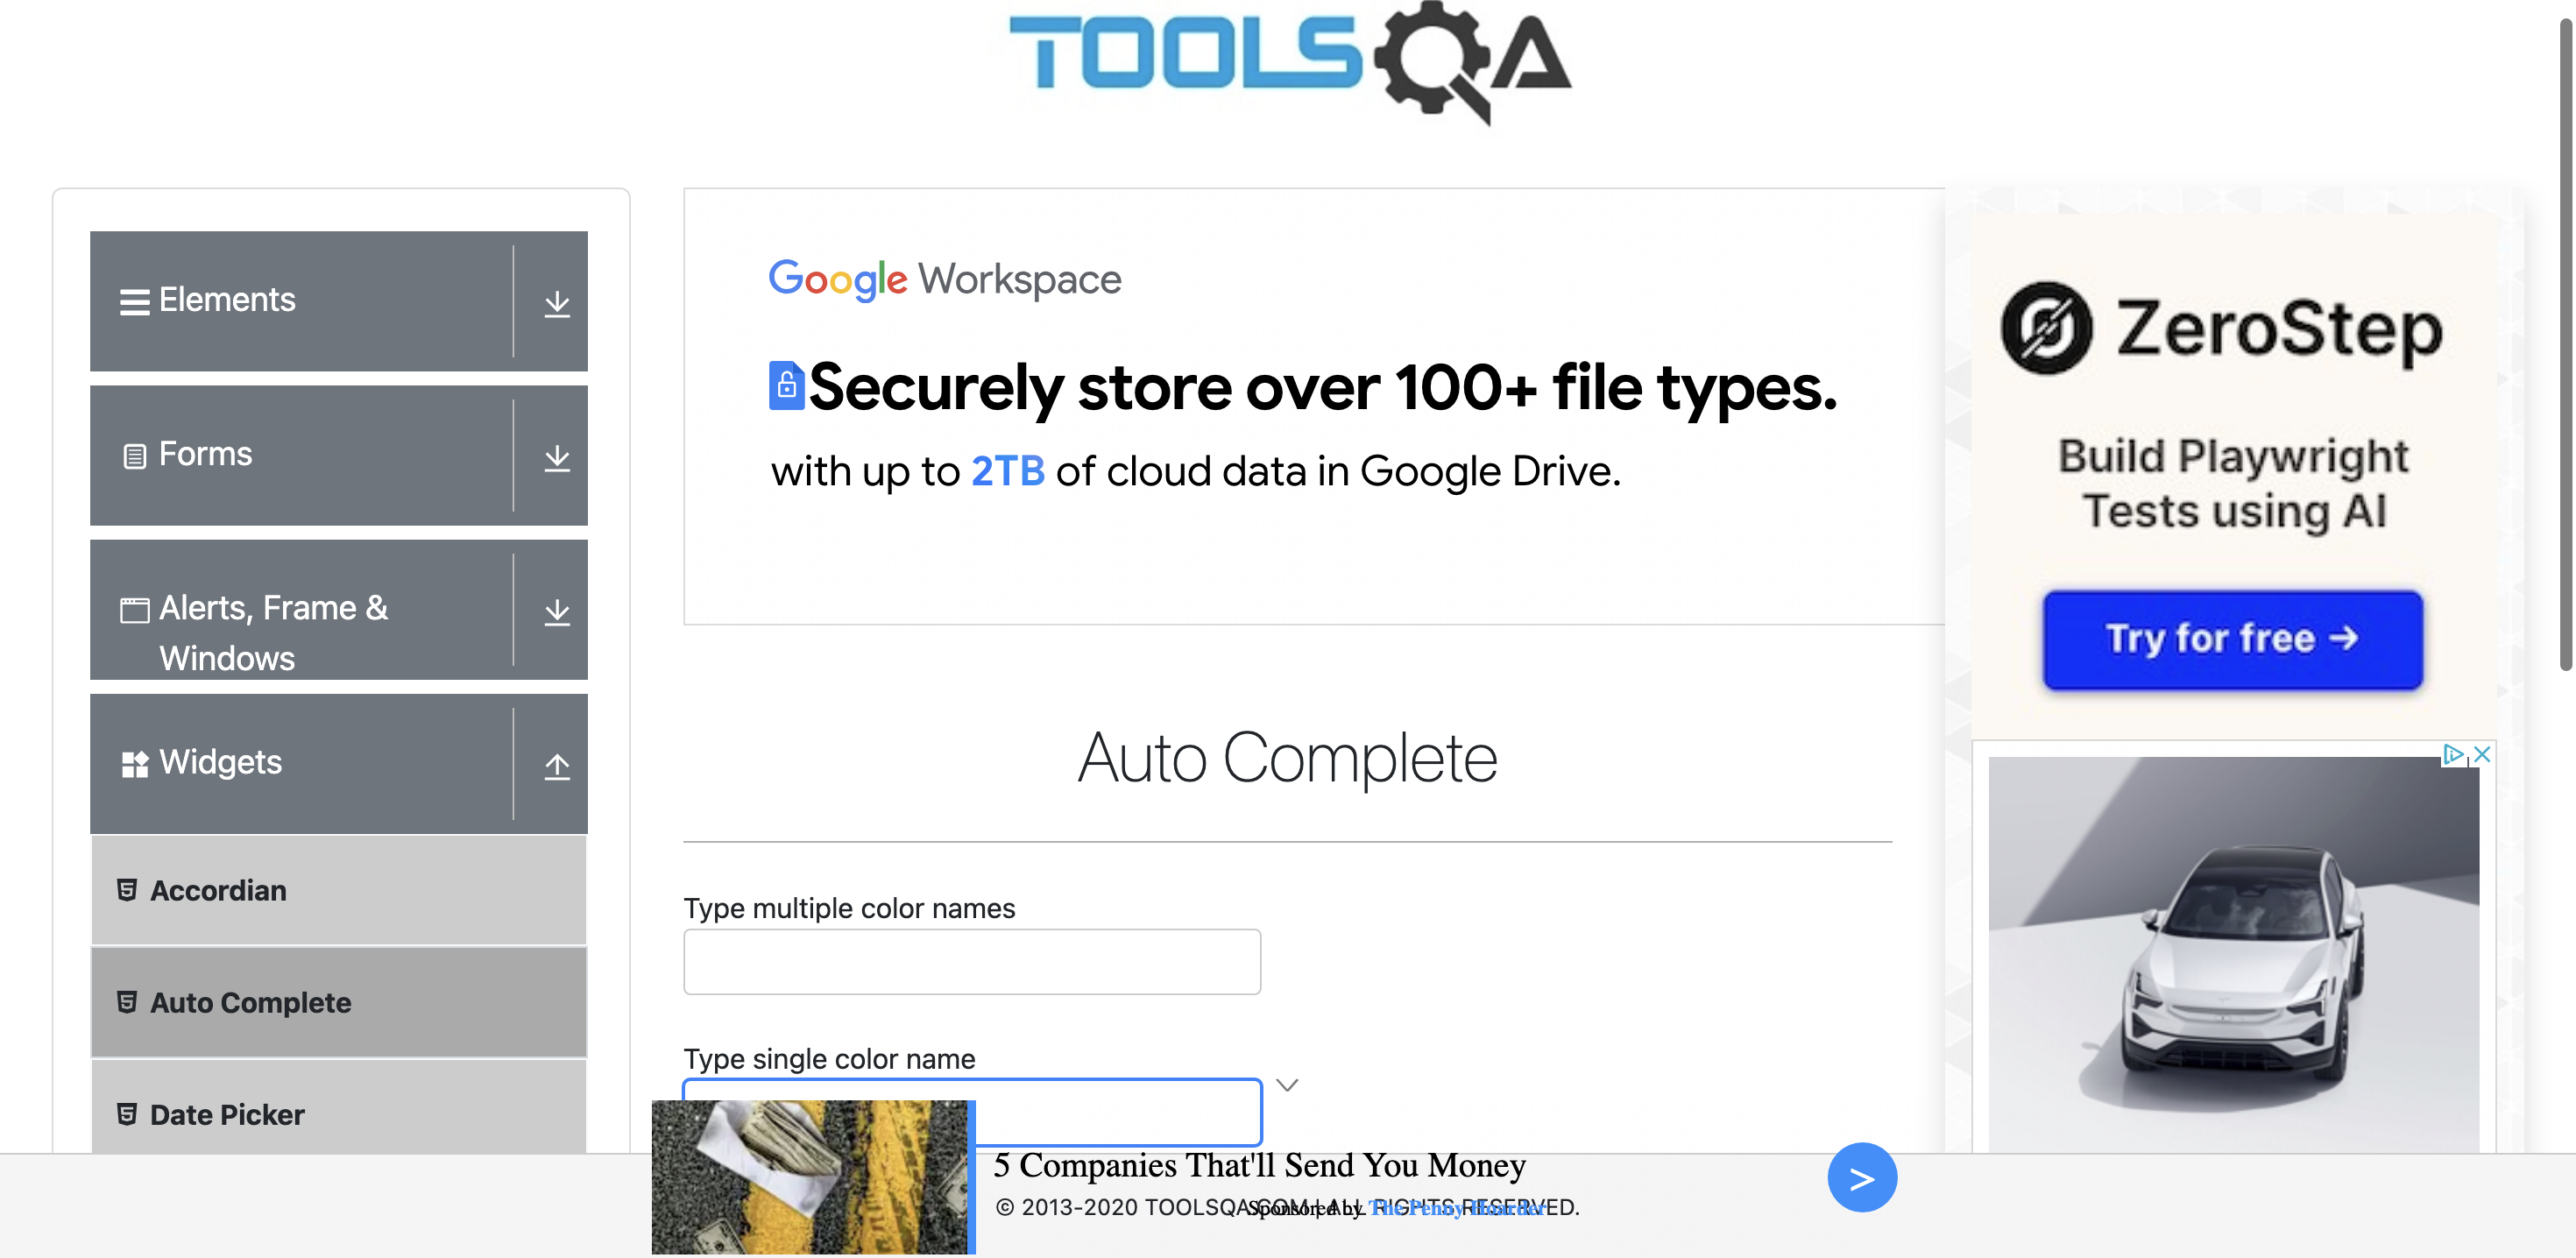 TOOLSQA
Elements
Forms
Alerts, Frame &
Windows
Widgets
Accordian
Auto Complete
Date Picker
Google Workspace
Securely store over 100+ file types.
with up to 2TB of cloud data in Google Drive.
Auto Complete
Type multiple color names
Type single color name
ZeroStep
Build Playwright
Tests using AI
Try for free →
5 Companies That'll Send You Money
© 2013-2020 TOOLSQA.COM | ALL RIGHTS RESERVED.
Sponsored by The Penny Hoarder
>